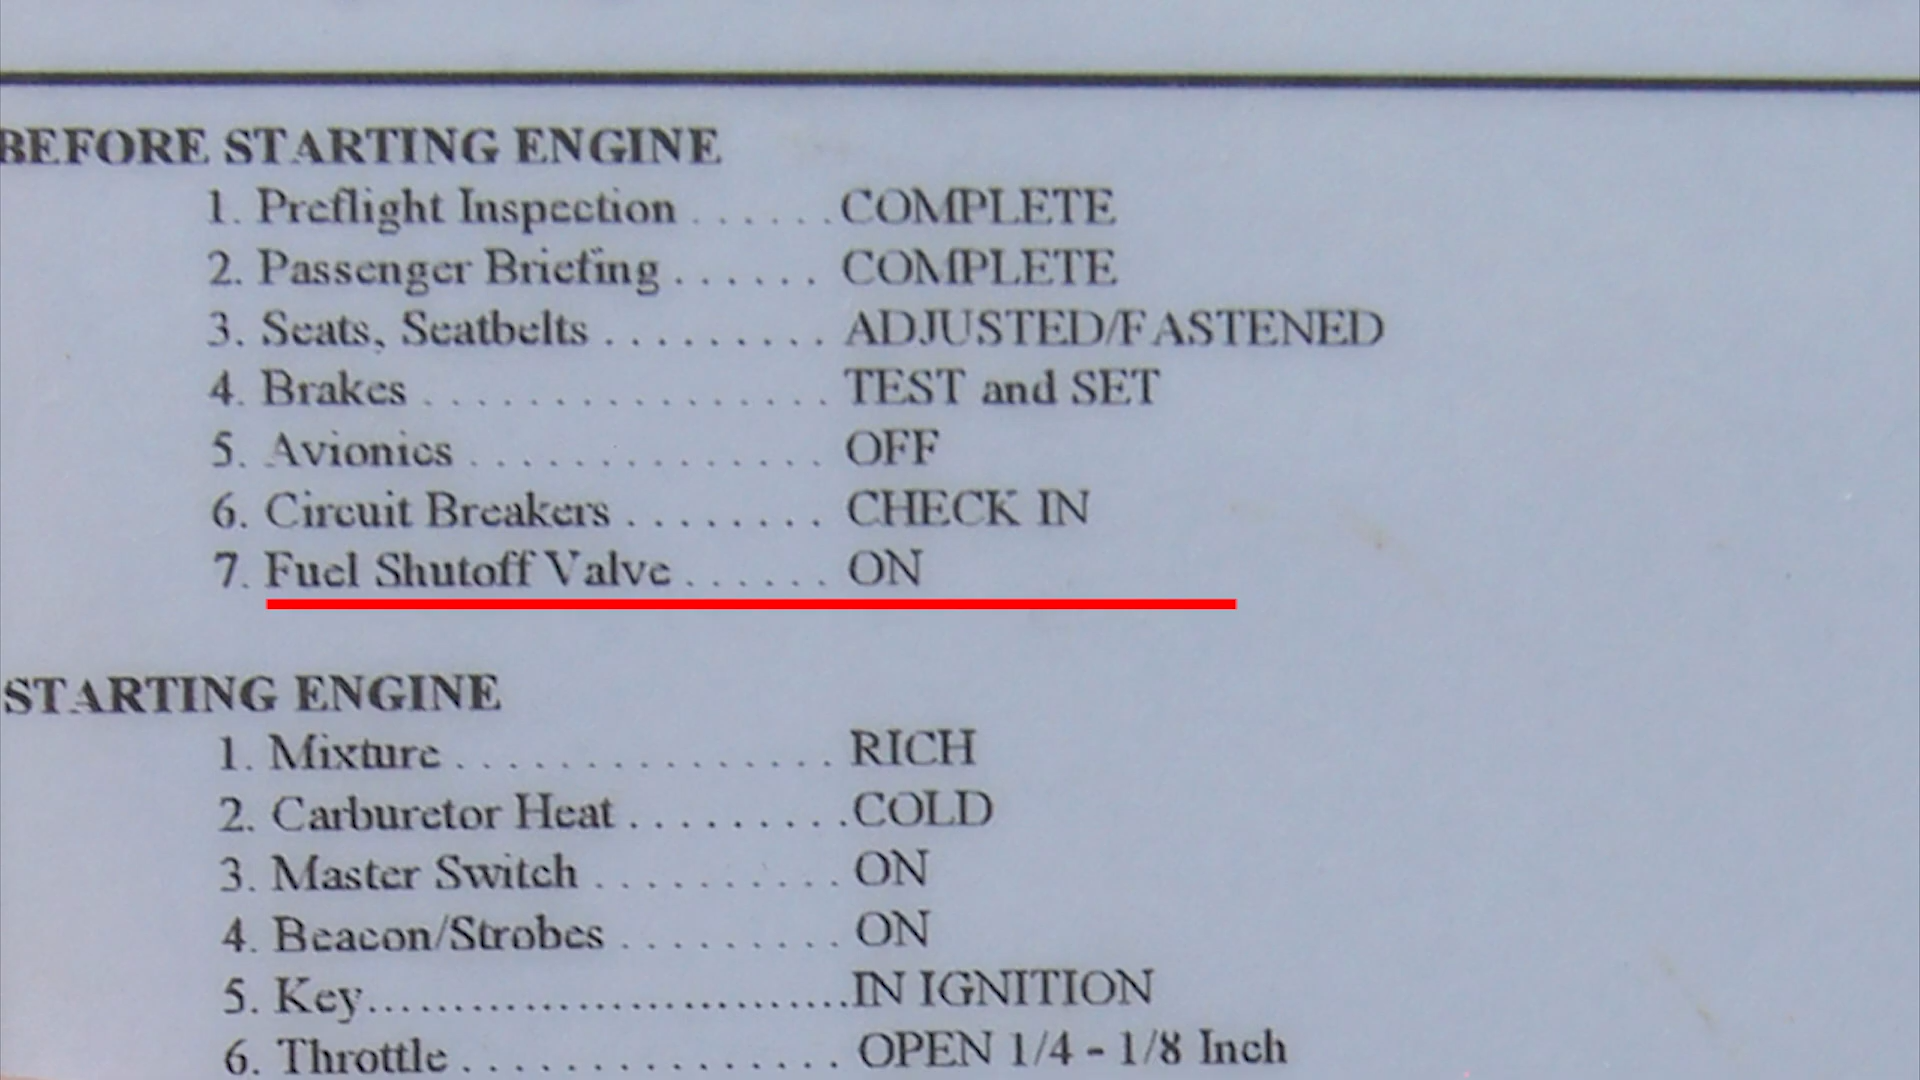 BEFORE STARTING ENGINE
1. Preflight Inspection . . . . . . COMPLETE
2. Passenger Briefing . . . . . . COMPLETE
3. Seats, Seatbelts . . . . . . . . . ADJUSTED/FASTENED
4. Brakes . . . . . . . . . . . . . . . . TEST and SET
5. Avionics . . . . . . . . . . . . . . OFF
6. Circuit Breakers . . . . . . . . CHECK IN
7. Fuel Shutoff Valve . . . . . . ON
STARTING ENGINE
1. Mixture . . . . . . . . . . . . . . . RICH
2. Carburetor Heat . . . . . . . . .COLD
3. Master Switch . . . . . . . . . . ON
4. Beacon/Strobes . . . . . . . . . ON
5. Key............................IN IGNITION
6. Throttle . . . . . . . . . . . . . . . OPEN 1/4 - 1/8 Inch